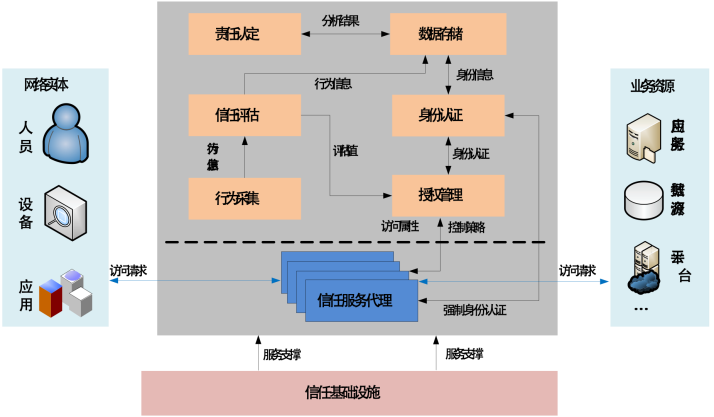 责任认定
分析结果
数据存储
网络实体
业务资源
行为信息
身份信息
人员
信任评估
身份认证
应用服务
行为信息
评估值
身份认证
设备
行为采集
授权管理
数据资源
访问属性
控制策略
云平台
应用
访问请求
访问请求
信任服务代理
强制身份认证
…
服务支撑
服务支撑
信任基础设施